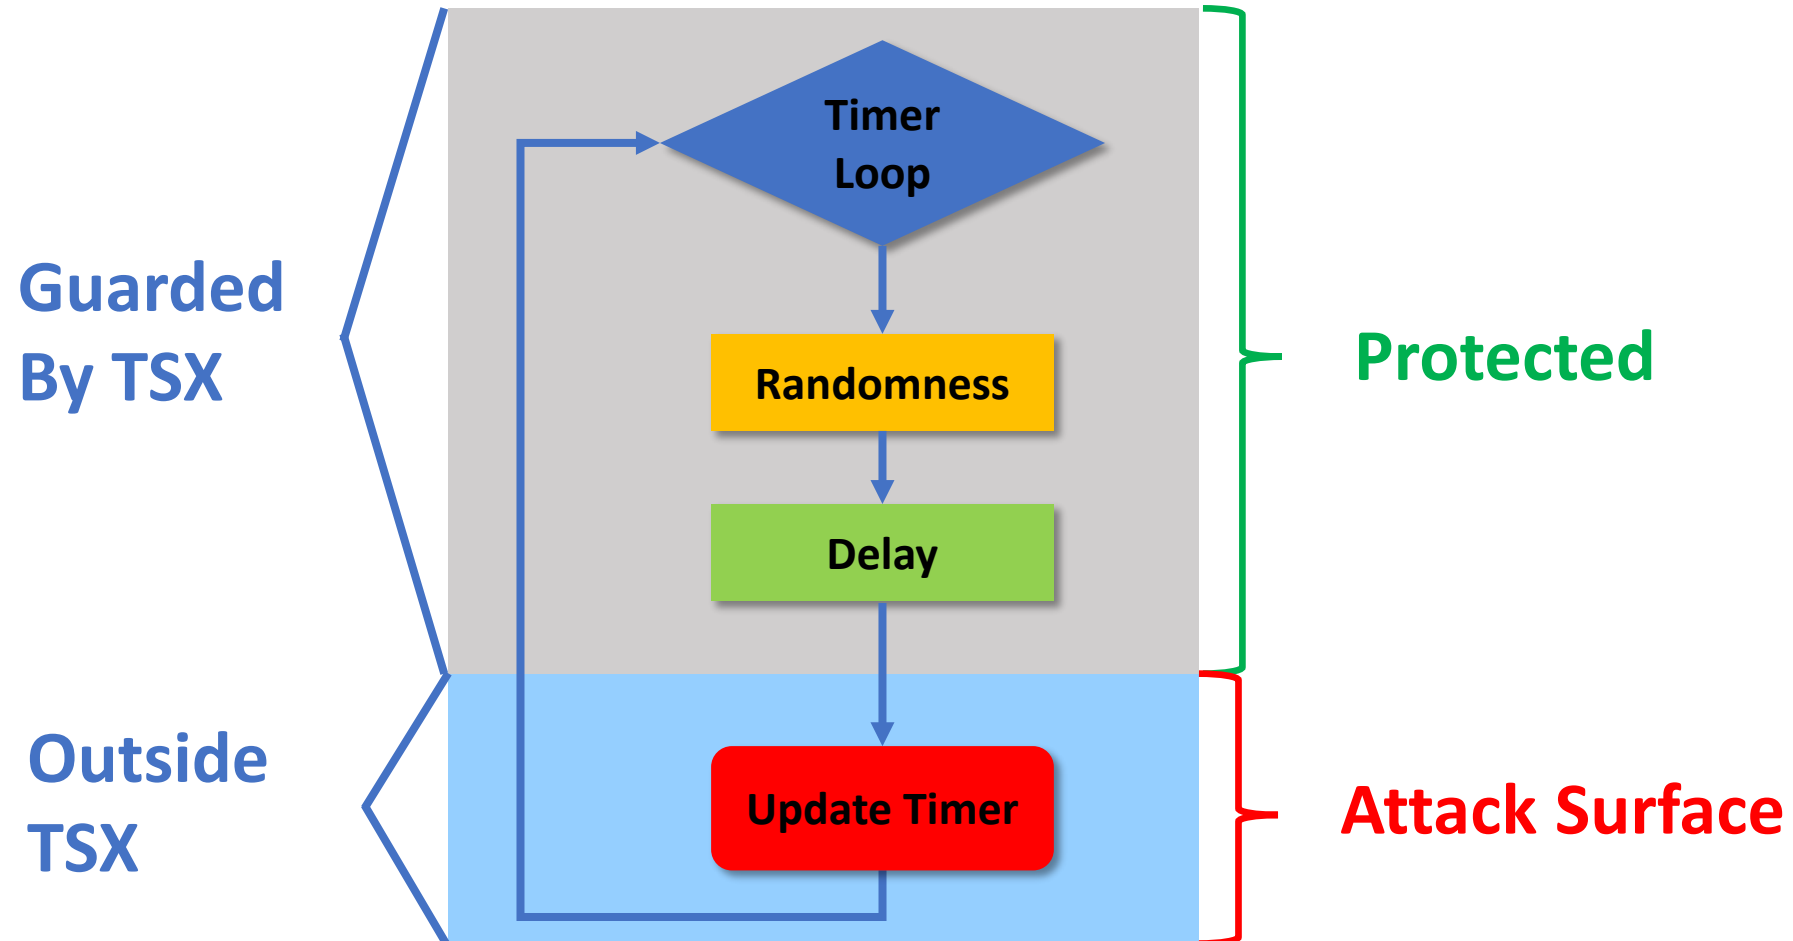 Timer
Loop
Guarded
By TSX
Protected
Randomness
Delay
Outside
TSX
Update Timer
Attack Surface